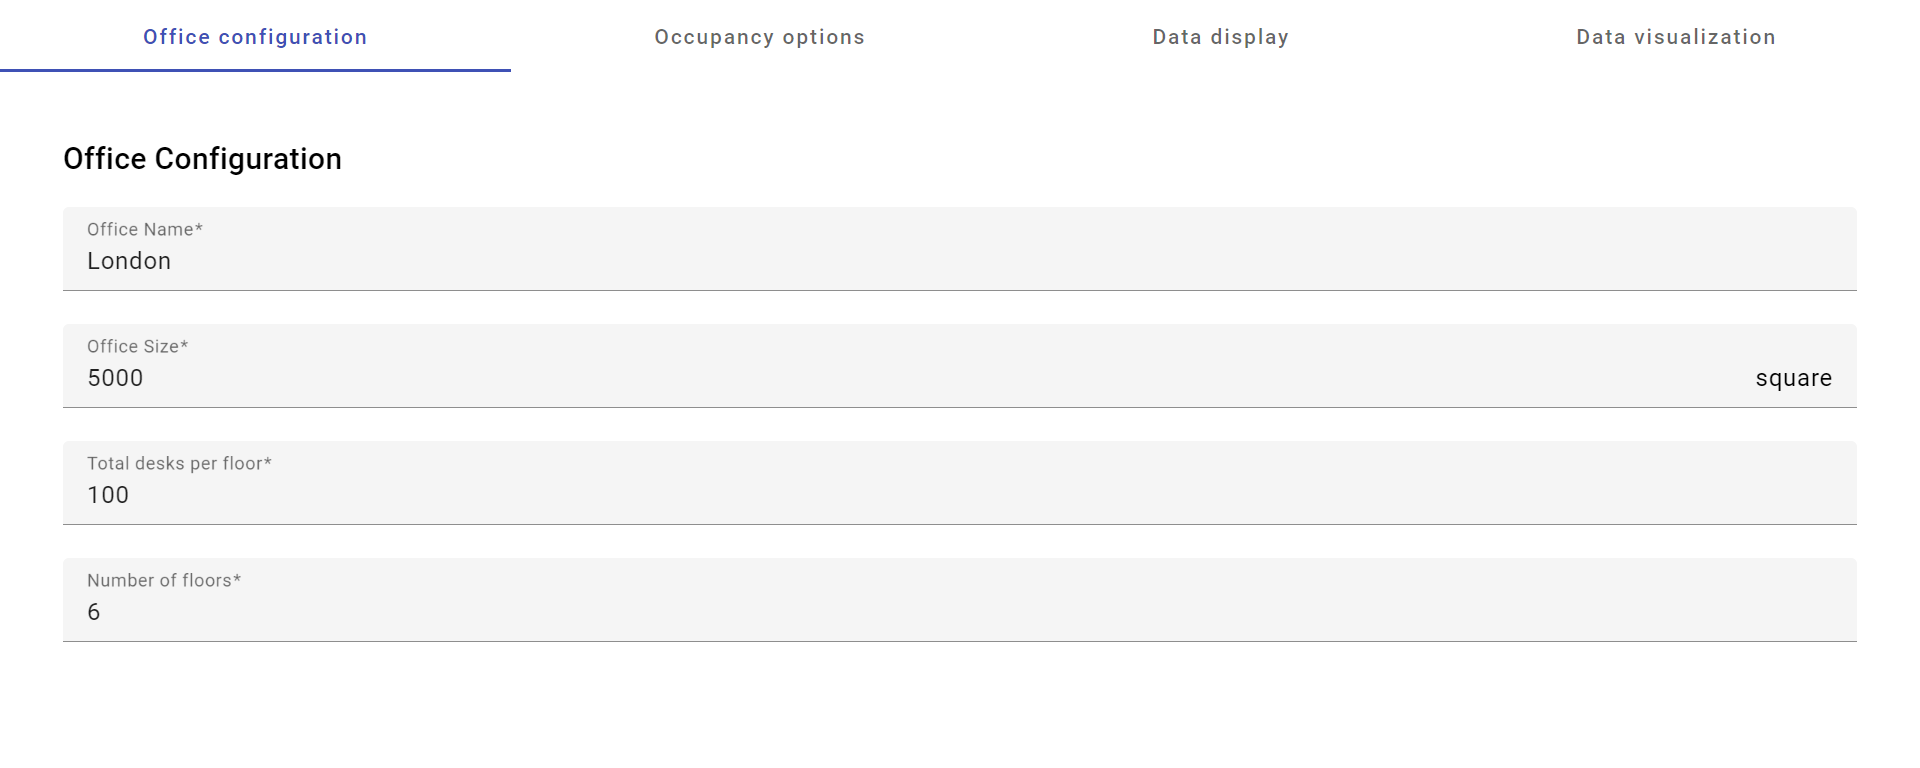 Office configuration Occupancy options Data display Data visualization
Office Configuration
Office Name*
London
Office Size*
5000 square
Total desks per floor*
100
Number of floors*
6